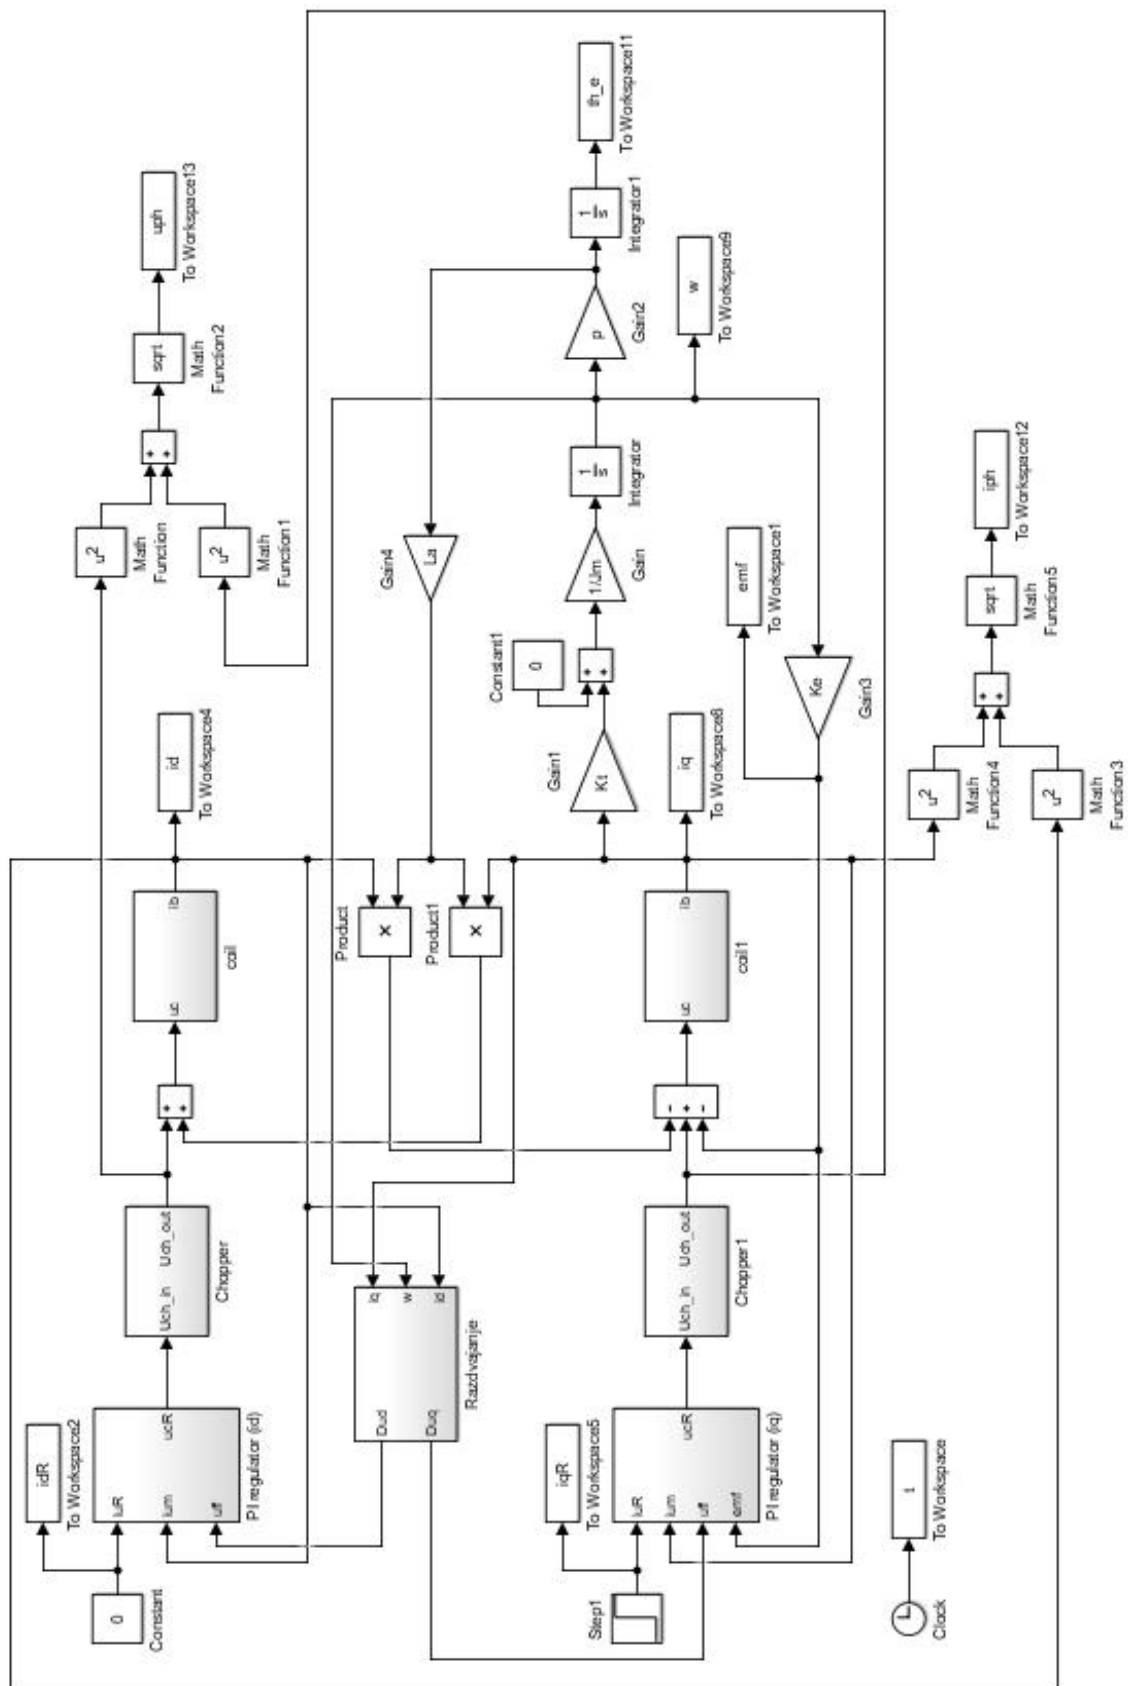 0
Constant
idR
To Workspace2
iuR
ium
uff
ucR
PI regulator (id)
Uch_in
Uch_out
Chopper
+
+
uc
ib
coil
id
To Workspace4
u²
Math
Function
u²
Math
Function1
+
+
sqrt
Math
Function2
uph
To Workspace13
Dud
Duq
iq
w
id
Razdvajanje
×
Product
×
Product1
La
Gain4
Step1
iqR
To Workspace5
iuR
ium
uff
emf
ucR
PI regulator (iq)
Uch_in
Uch_out
Chopper1
−
+
−
uc
ib
coil1
iq
To Workspace8
Kt
Gain1
0
Constant1
+
+
1/Jm
Gain
1
s
Integrator
p
Gain2
1
s
Integrator1
th_e
To Workspace11
w
To Workspace9
emf
To Workspace1
Ke
Gain3
u²
Math
Function4
u²
Math
Function3
+
+
sqrt
Math
Function5
iph
To Workspace12
Clock
t
To Workspace